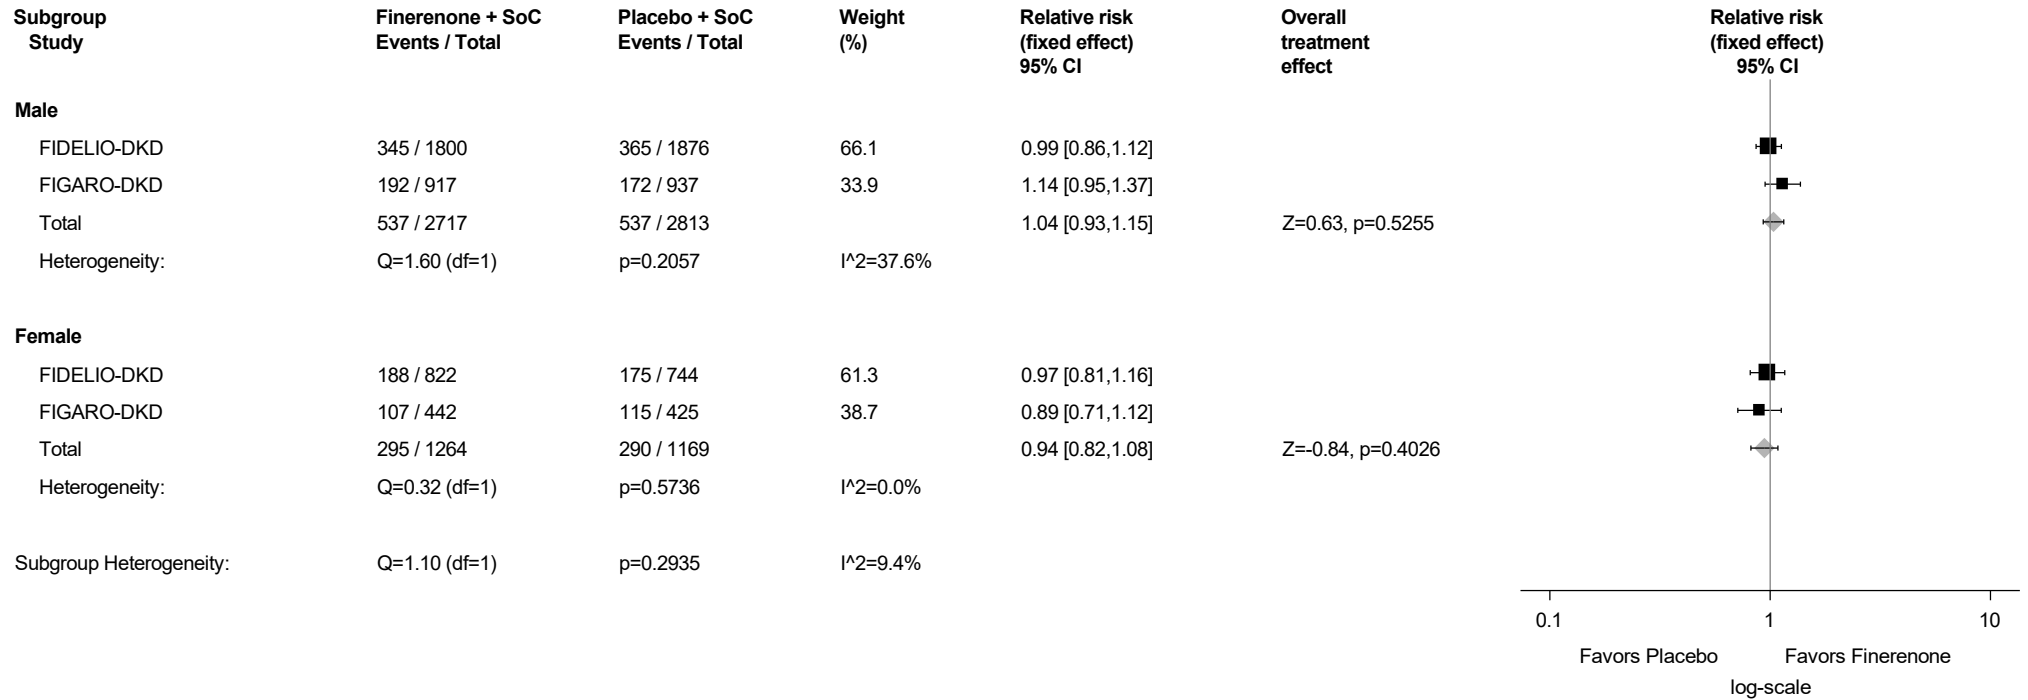 Subgroup Finerenone + SoC Placebo + SoC Weight Relative risk Overall Relative risk
Study Events / Total Events / Total (%) (fixed effect) treatment (fixed effect)
95% CI effect 95% CI
Male
FIDELIO-DKD 345 / 1800 365 / 1876 66.1 0.99 [0.86,1.12]
FIGARO-DKD 192 / 917 172 / 937 33.9 1.14 [0.95,1.37]
Total 537 / 2717 537 / 2813 1.04 [0.93,1.15] Z=0.63, p=0.5255
Heterogeneity: Q=1.60 (df=1) p=0.2057 I^2=37.6%
Female
FIDELIO-DKD 188 / 822 175 / 744 61.3 0.97 [0.81,1.16]
FIGARO-DKD 107 / 442 115 / 425 38.7 0.89 [0.71,1.12]
Total 295 / 1264 290 / 1169 0.94 [0.82,1.08] Z=-0.84, p=0.4026
Heterogeneity: Q=0.32 (df=1) p=0.5736 I^2=0.0%
Subgroup Heterogeneity: Q=1.10 (df=1) p=0.2935 I^2=9.4%
0.1 1 10
Favors Placebo Favors Finerenone
log-scale